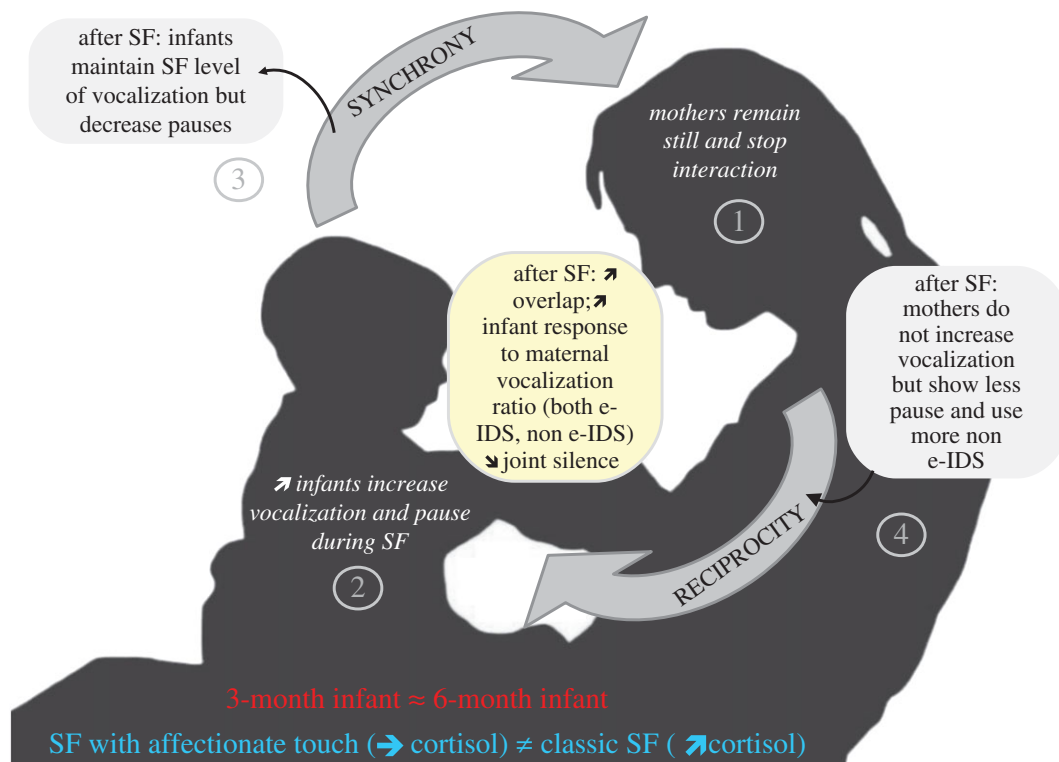 after SF: infants
maintain SF level
of vocalization but
decrease pauses
3
SYNCHRONY
mothers remain
still and stop
interaction
1
after SF: ↗
overlap;↗
infant response
to maternal
vocalization
ratio (both e-
IDS, non e-IDS)
↘ joint silence
after SF:
mothers do
not increase
vocalization
but show less
pause and use
more non
e-IDS
4
↗ infants increase
vocalization and pause
during SF
2
RECIPROCITY
3-month infant ≈ 6-month infant
SF with affectionate touch (➔ cortisol) ≠ classic SF ( ↗cortisol)